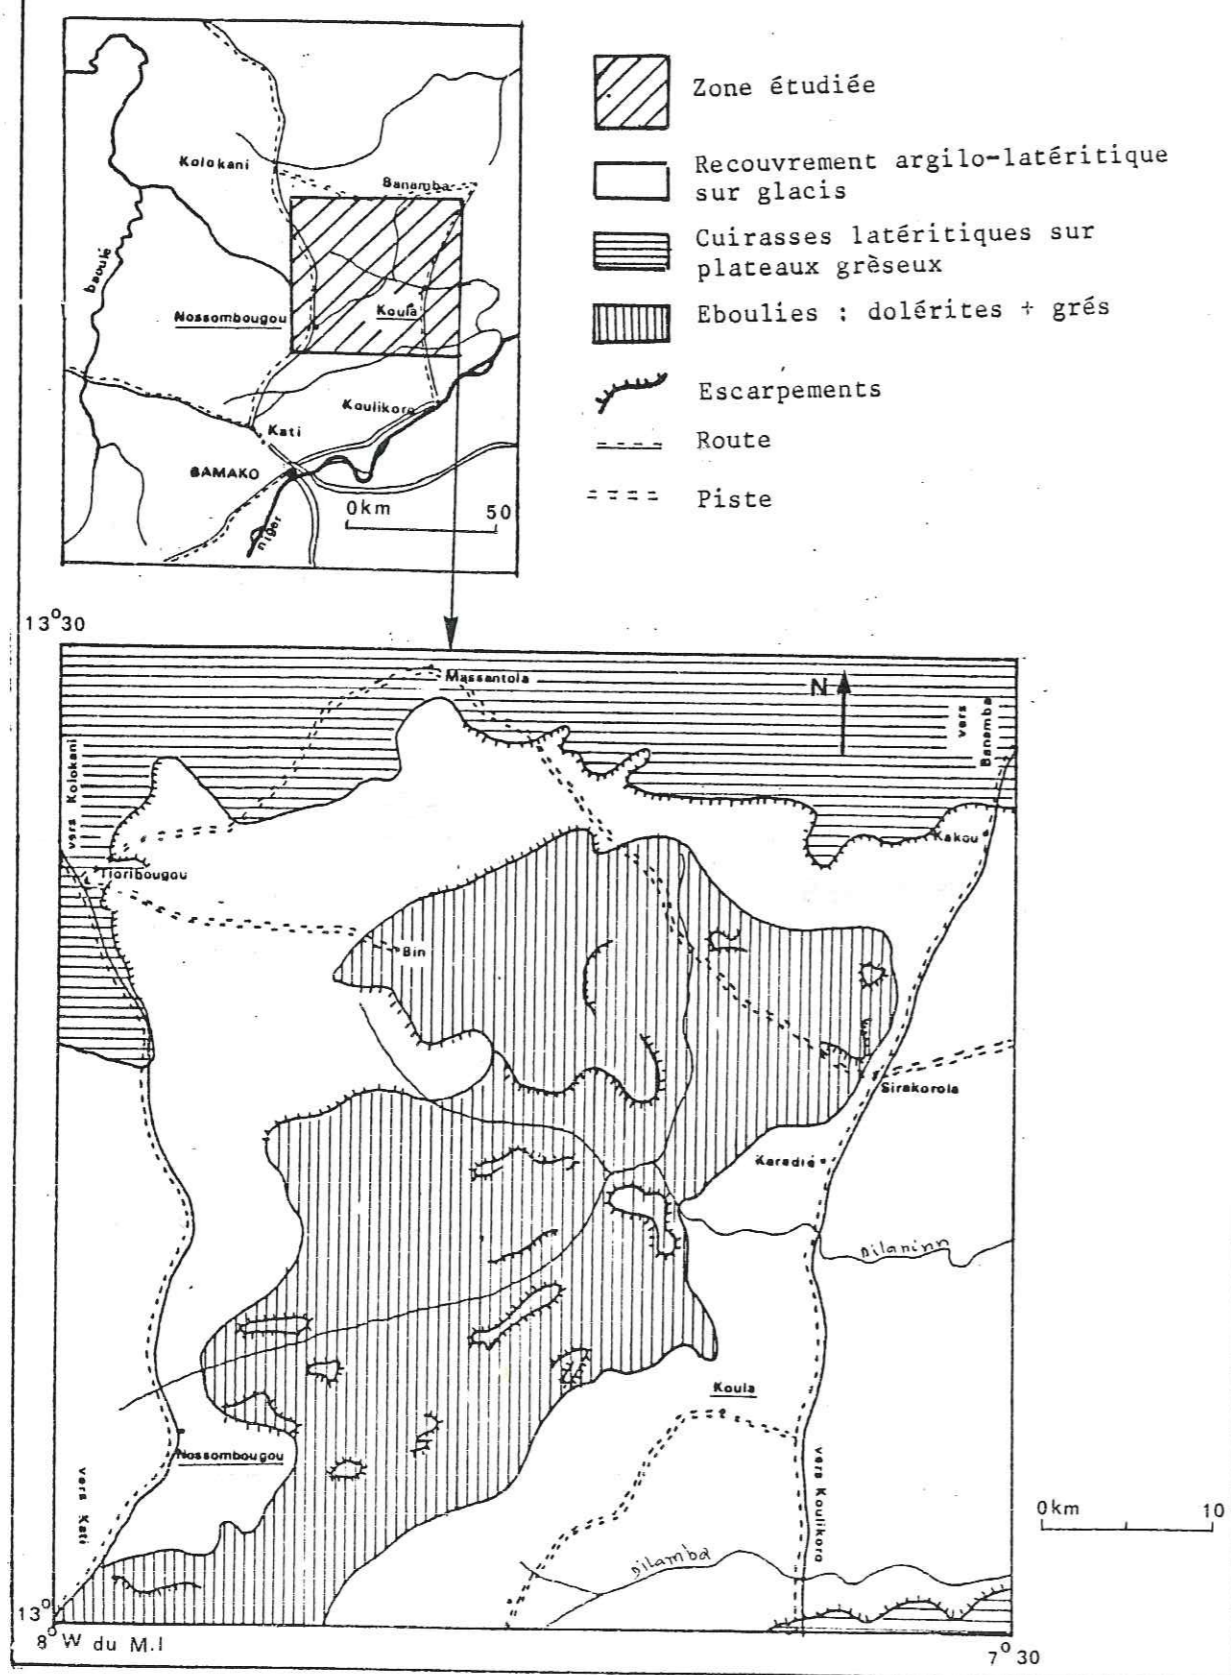 Kolokani
Banamba
baoulé
Nossombougou
Koula
Koulikoro
Kati
BAMAKO
niger
0km 50
Zone étudiée
Recouvrement argilo-latéritique
sur glacis
Cuirasses latéritiques sur
plateaux grèseux
Eboulies : dolérites + grés
Escarpements
Route
Piste
13°30
Massantola
N
vers
Banamba
vers Kolokani
Kakou
Tioribougou
Bin
Sirakorola
Karadié
Dilaninn
Koula
Nossombougou
vers Kati
vers Koulikoro
0km 10
Dilamba
13°
8° W du M.I
7°30